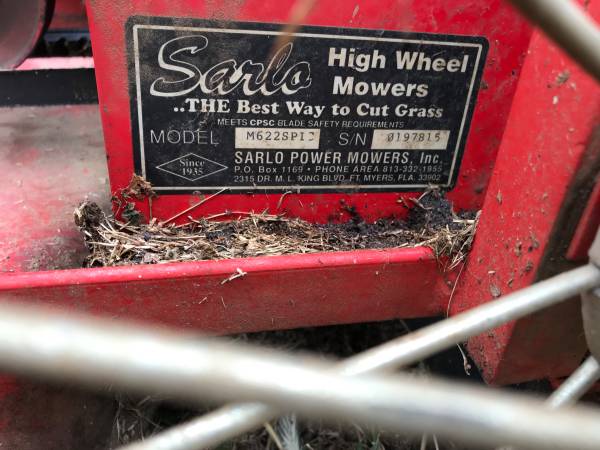 Sarlo High Wheel
Mowers
..THE Best Way to Cut Grass
MEETS CPSC BLADE SAFETY REQUIREMENTS
MODEL M622SPIC S/N 0197815
Since 1935
SARLO POWER MOWERS, Inc.
P.O. Box 1169 • PHONE AREA 813-332-1955
2315 DR. M.L. KING BLVD. FT. MYERS, FLA. 33902